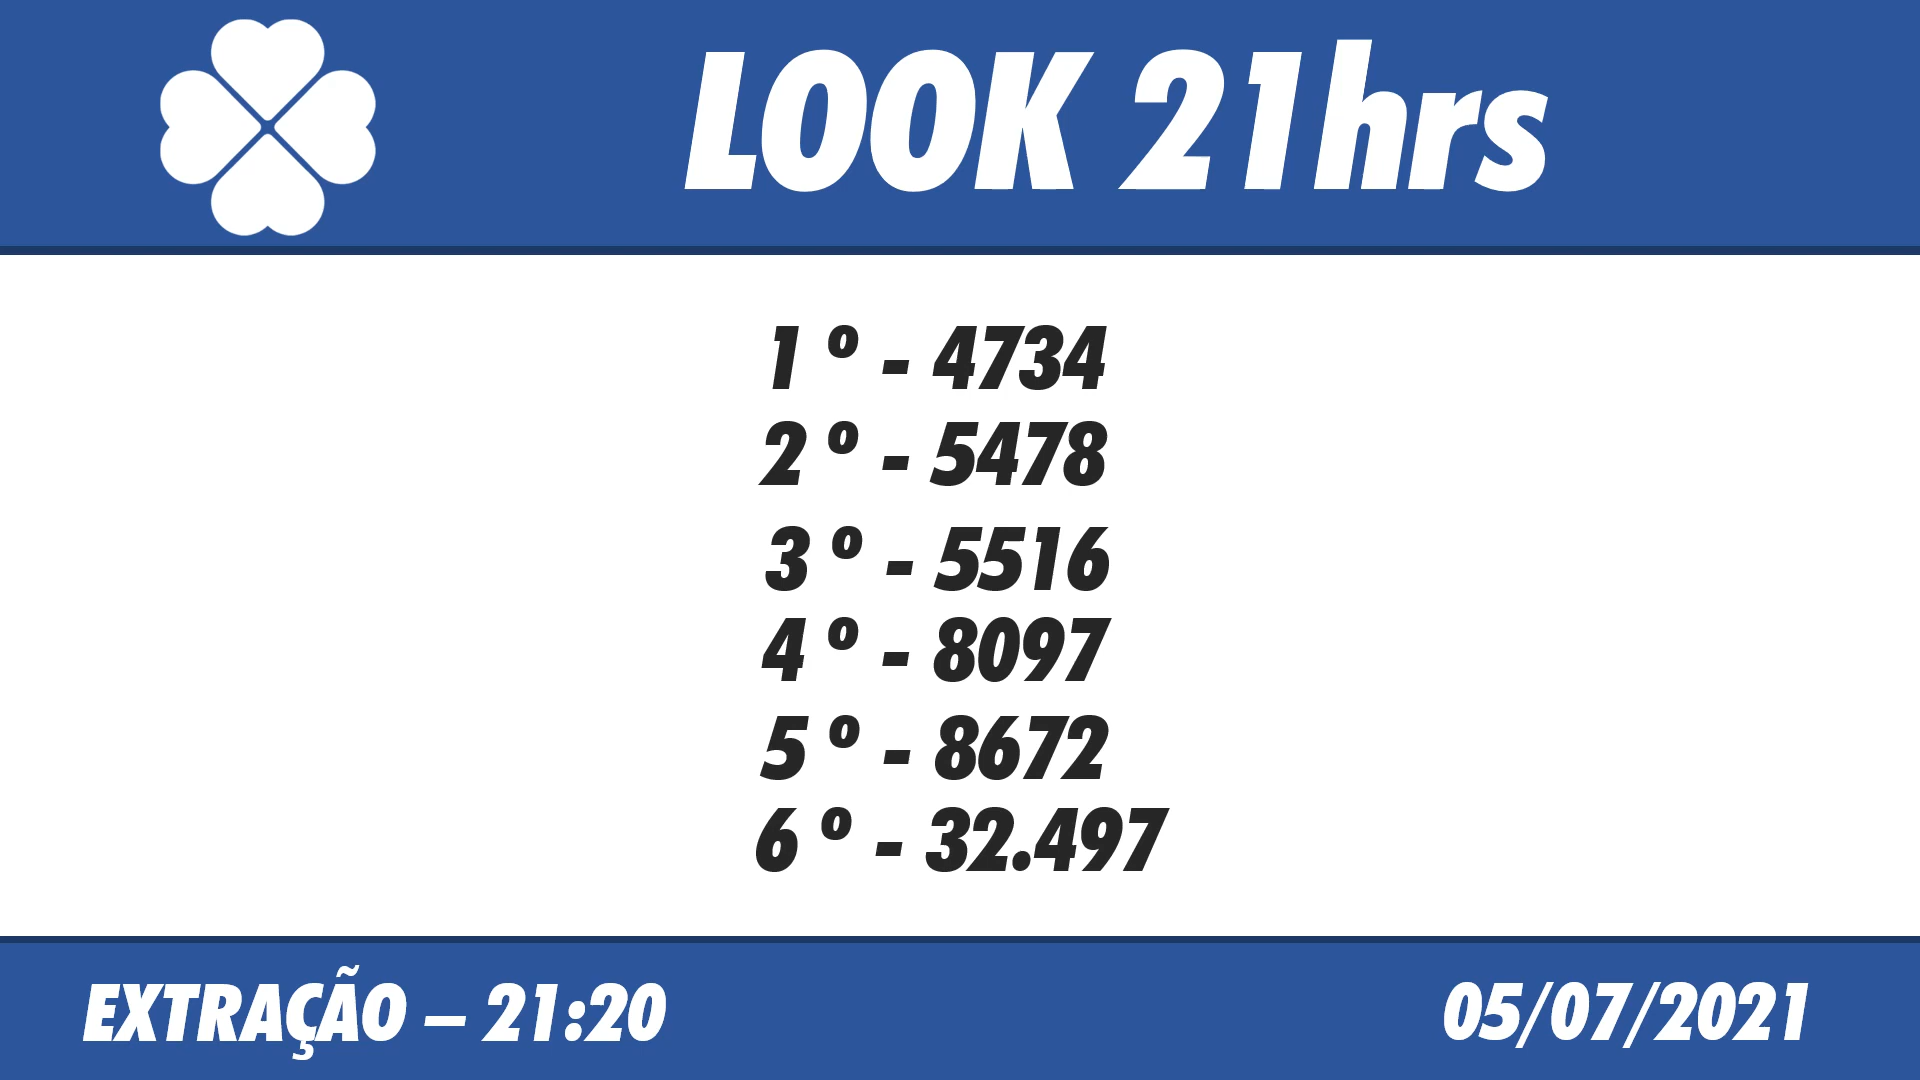 LOOK 21hrs
1 º - 4734
2 º - 5478
3 º - 5516
4 º - 8097
5 º - 8672
6 º - 32.497
EXTRAÇÃO – 21:20
05/07/2021